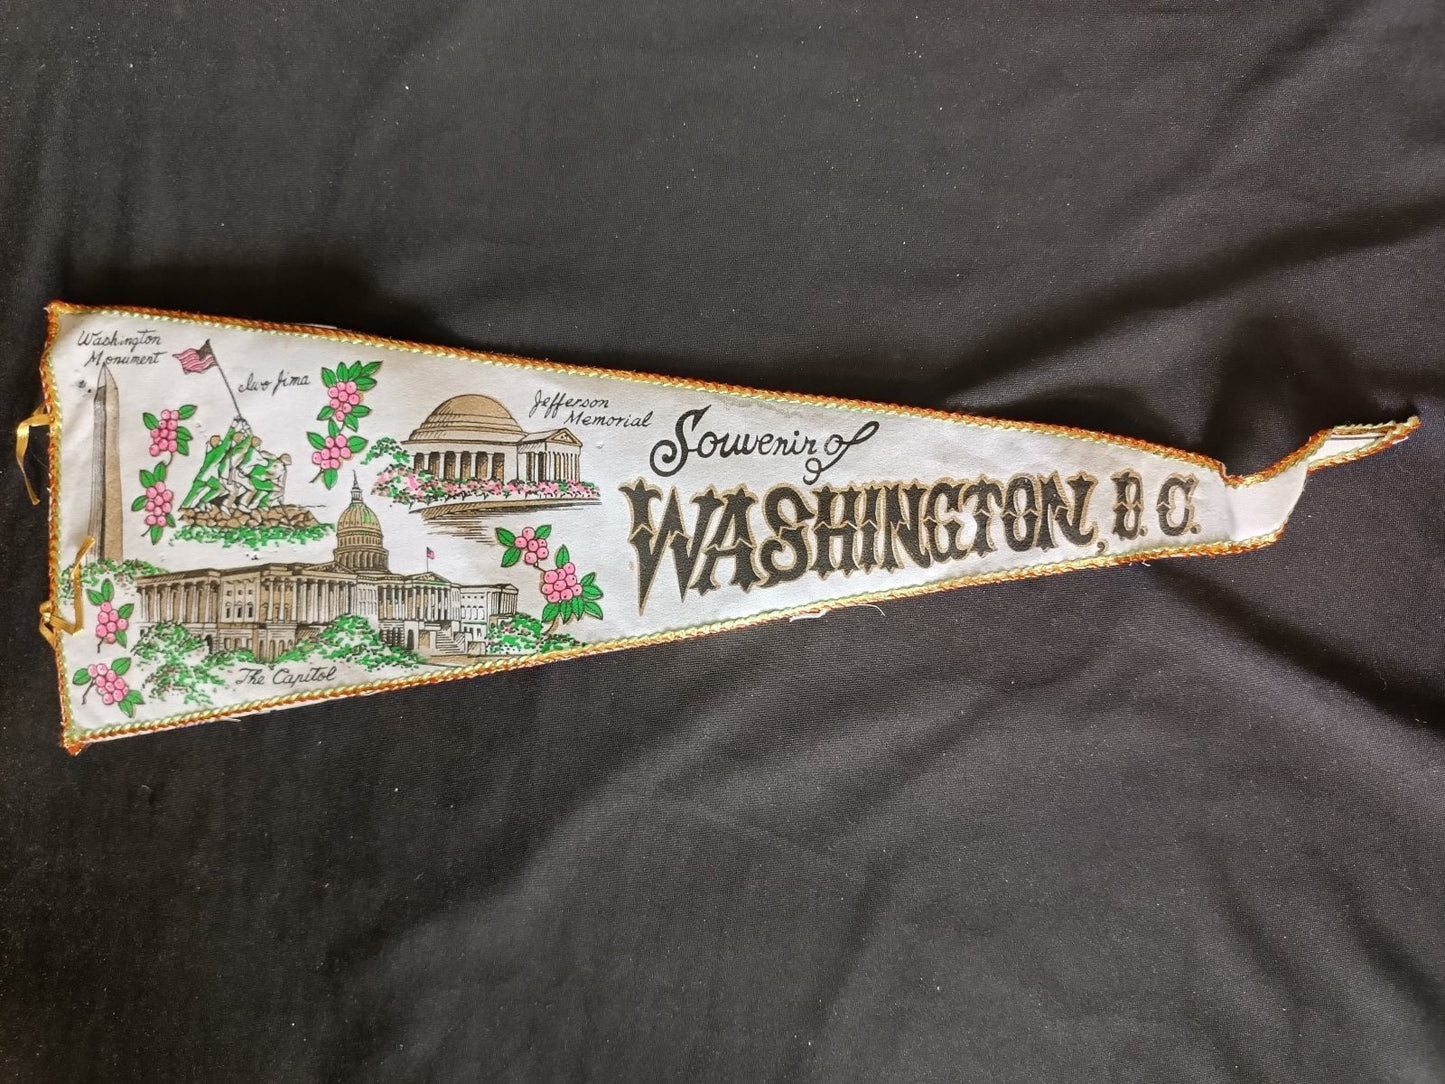 Washington
Monument
Iwo Jima
Jefferson
Memorial
The Capitol
Souvenir of
WASHINGTON, D. C.